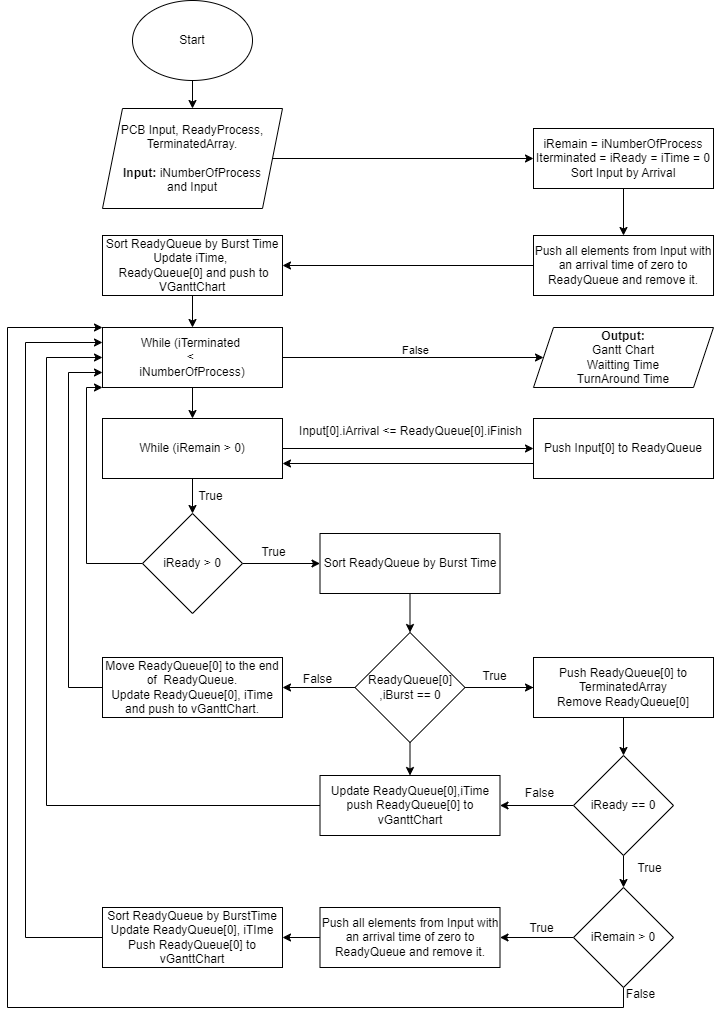 Start
PCB Input, ReadyProcess,
TerminatedArray.
Input: iNumberOfProcess
and Input
iRemain = iNumberOfProcess
Iterminated = iReady = iTime = 0
Sort Input by Arrival
Sort ReadyQueue by Burst Time
Update iTime,
ReadyQueue[0] and push to
VGanttChart
Push all elements from Input with
an arrival time of zero to
ReadyQueue and remove it.
While (iTerminated
<
iNumberOfProcess)
False
Output:
Gantt Chart
Waitting Time
TurnAround Time
While (iRemain > 0)
Input[0].iArrival <= ReadyQueue[0].iFinish
Push Input[0] to ReadyQueue
True
iReady > 0
True
Sort ReadyQueue by Burst Time
Move ReadyQueue[0] to the end
of ReadyQueue.
Update ReadyQueue[0], iTime
and push to vGanttChart.
False
ReadyQueue[0]
,iBurst == 0
True
Push ReadyQueue[0] to
TerminatedArray
Remove ReadyQueue[0]
Update ReadyQueue[0],iTime
push ReadyQueue[0] to
vGanttChart
False
iReady == 0
True
Sort ReadyQueue by BurstTime
Update ReadyQueue[0], iTIme
Push ReadyQueue[0] to
vGanttChart
Push all elements from Input with
an arrival time of zero to
ReadyQueue and remove it.
True
iRemain > 0
False